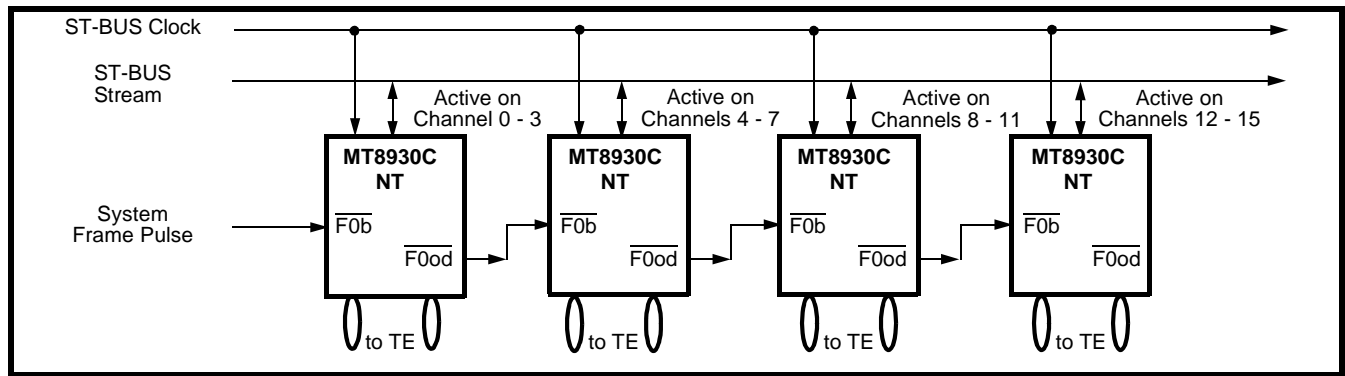 ST-BUS Clock
ST-BUS
Stream
Active on
Channel 0 - 3
Active on
Channels 4 - 7
Active on
Channels 8 - 11
Active on
Channels 12 - 15
System
Frame Pulse
MT8930C
NT
F0b
F0od
to TE
MT8930C
NT
F0b
F0od
to TE
MT8930C
NT
F0b
F0od
to TE
MT8930C
NT
F0b
F0od
to TE